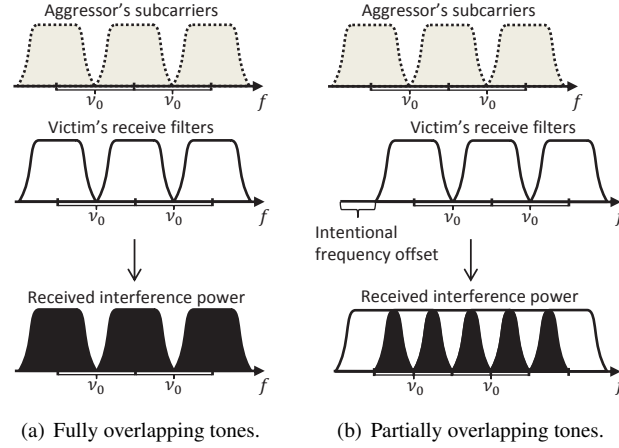 Aggressor's subcarriers
ν₀ ν₀ f
Victim's receive filters
ν₀ ν₀ f
Received interference power
ν₀ ν₀ f
(a) Fully overlapping tones.
Aggressor's subcarriers
ν₀ ν₀ f
Victim's receive filters
ν₀ ν₀ f
Intentional
frequency offset
Received interference power
ν₀ ν₀ f
(b) Partially overlapping tones.